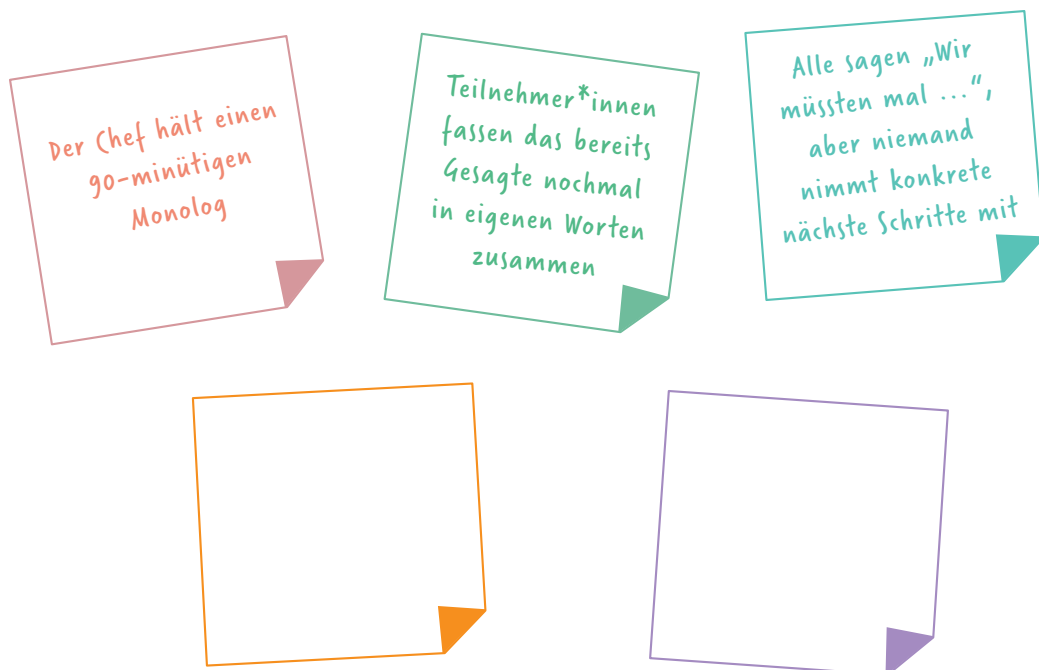 Der Chef hält einen
90-minütigen
Monolog
Teilnehmer*innen
fassen das bereits
Gesagte nochmal
in eigenen Worten
zusammen
Alle sagen „Wir
müssten mal ...“,
aber niemand
nimmt konkrete
nächste Schritte mit